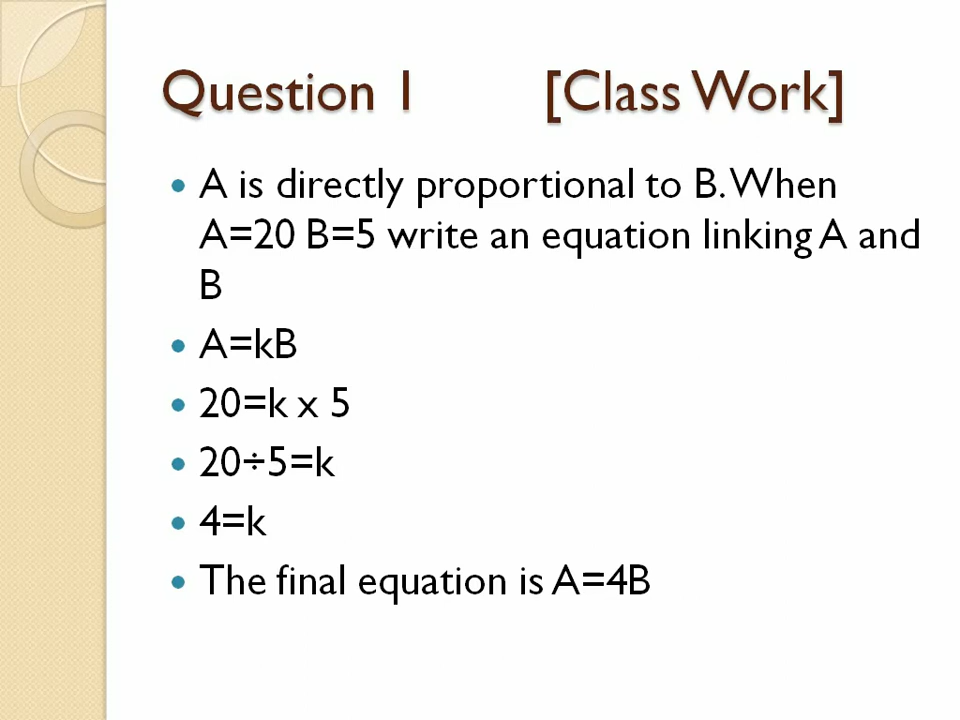 Question 1 [Class Work]
• A is directly proportional to B. When
A=20 B=5 write an equation linking A and
B
• A=kB
• 20=k x 5
• 20÷5=k
• 4=k
• The final equation is A=4B